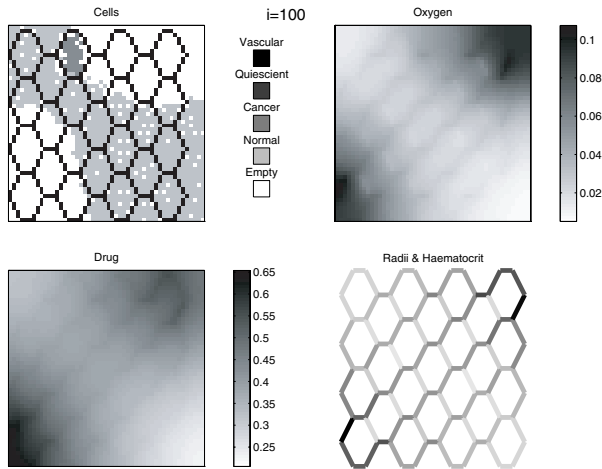 Cells
i=100
Oxygen
Vascular
Quiescient
Cancer
Normal
Empty
0.1
0.08
0.06
0.04
0.02
Drug
Radii & Haematocrit
0.65
0.6
0.55
0.5
0.45
0.4
0.35
0.3
0.25